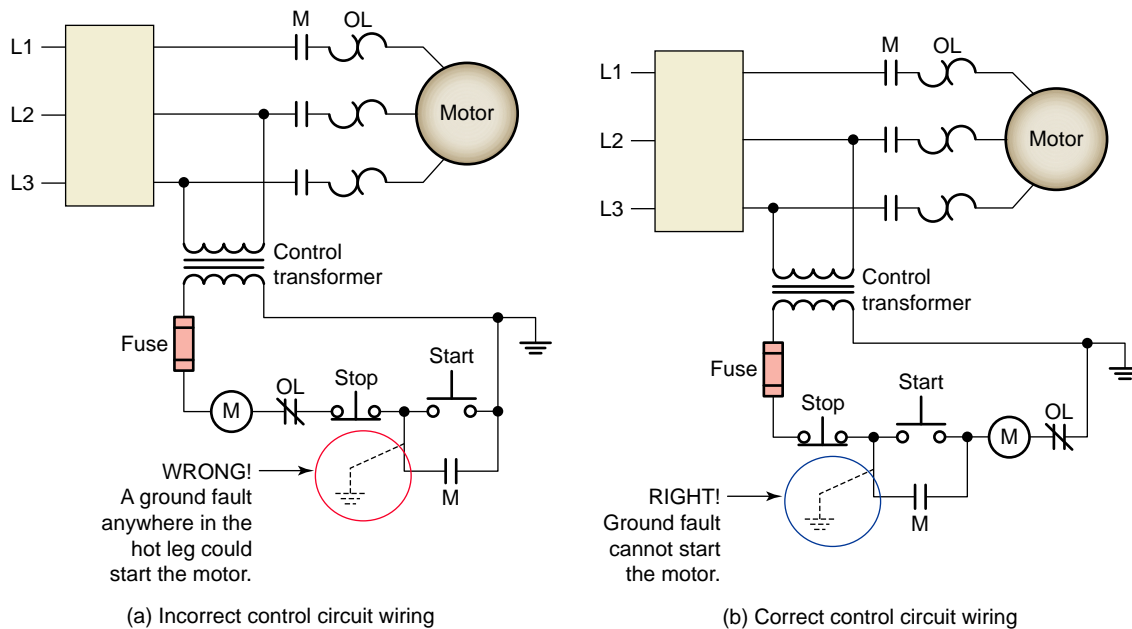 M OL
L1
L2
Motor
L3
Control
transformer
Fuse
Start
Stop
OL
M
WRONG!
A ground fault
anywhere in the
hot leg could
start the motor.
M
(a) Incorrect control circuit wiring
M OL
L1
L2
Motor
L3
Control
transformer
Fuse
Start
Stop
OL
M
RIGHT!
Ground fault
cannot start
the motor.
M
(b) Correct control circuit wiring